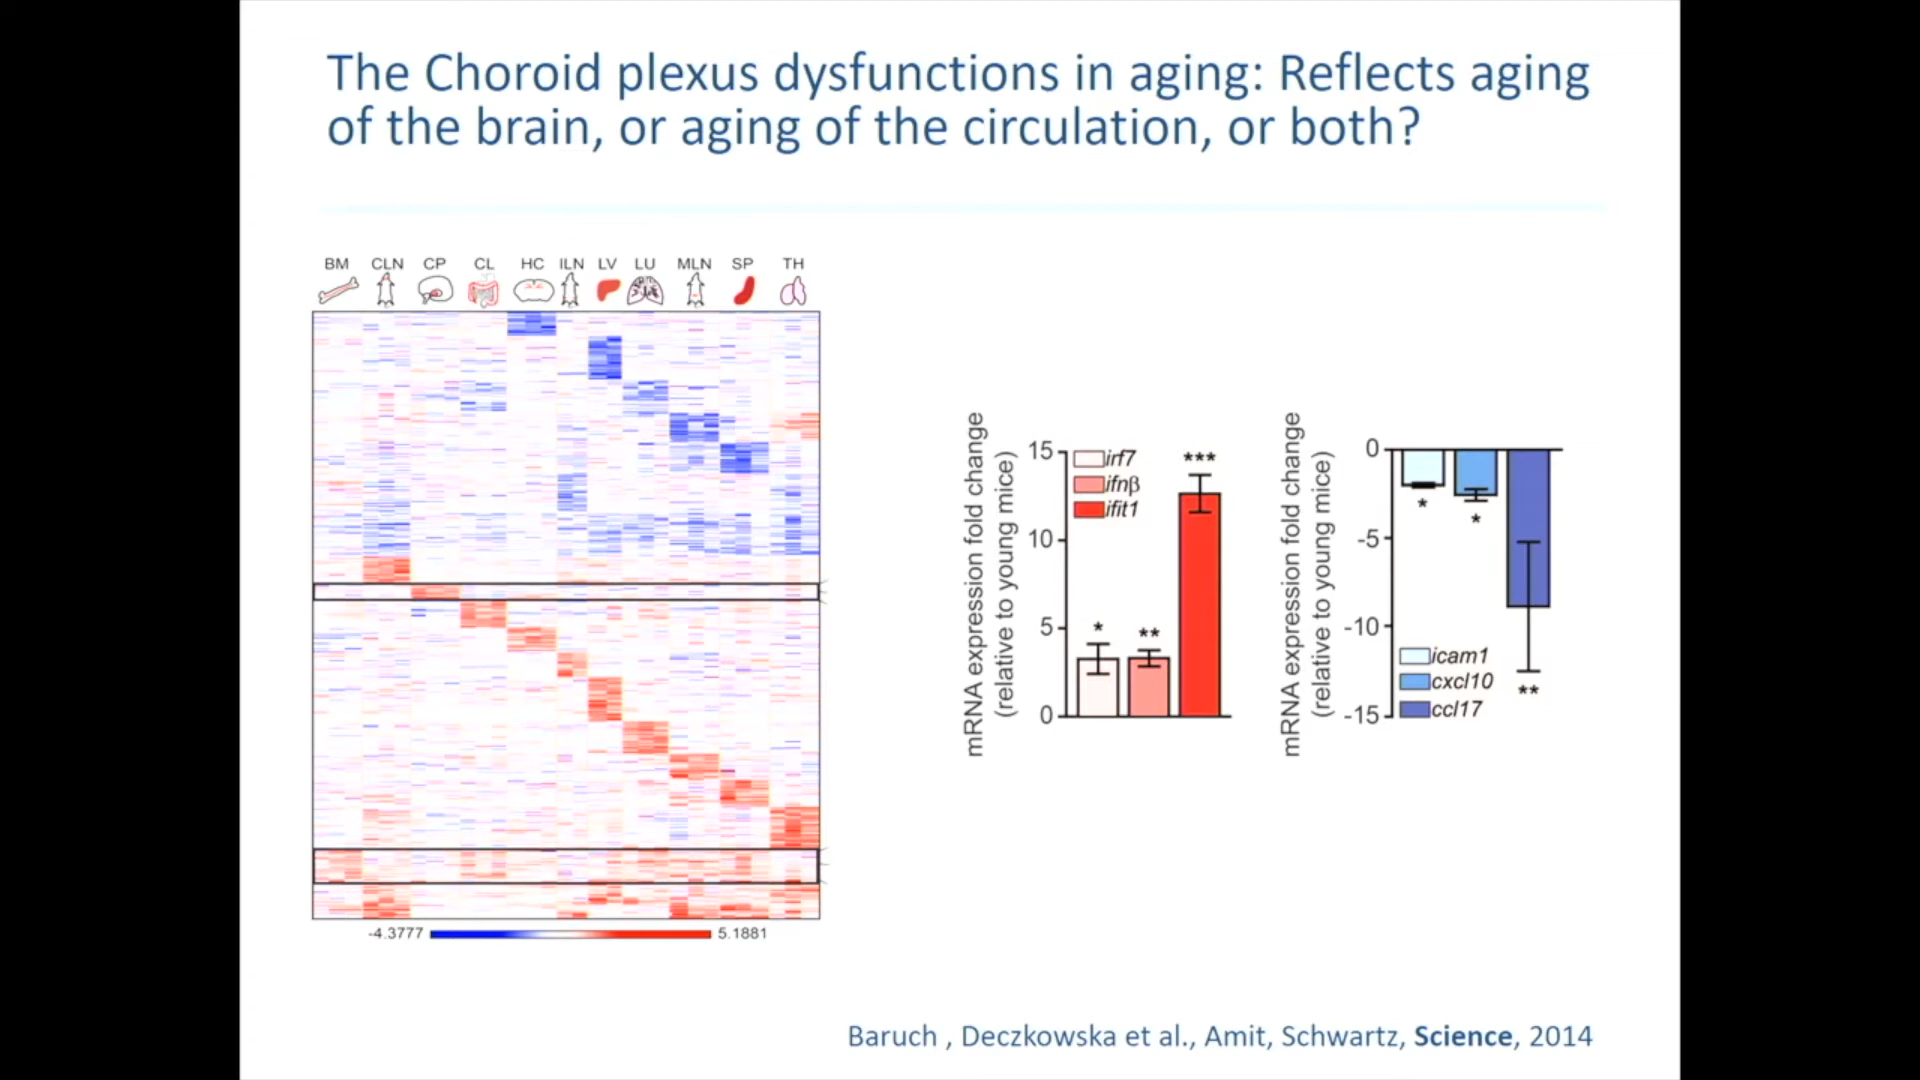 The Choroid plexus dysfunctions in aging: Reflects aging
of the brain, or aging of the circulation, or both?
BM CLN CP CL HC ILN LV LU MLN SP TH
-4.3777 5.1881
mRNA expression fold change
(relative to young mice)
15
10
5
0
irf7
ifnβ
ifit1
*
**
***
mRNA expression fold change
(relative to young mice)
0
-5
-10
-15
*
*
**
icam1
cxcl10
ccl17
Baruch , Deczkowska et al., Amit, Schwartz, Science, 2014